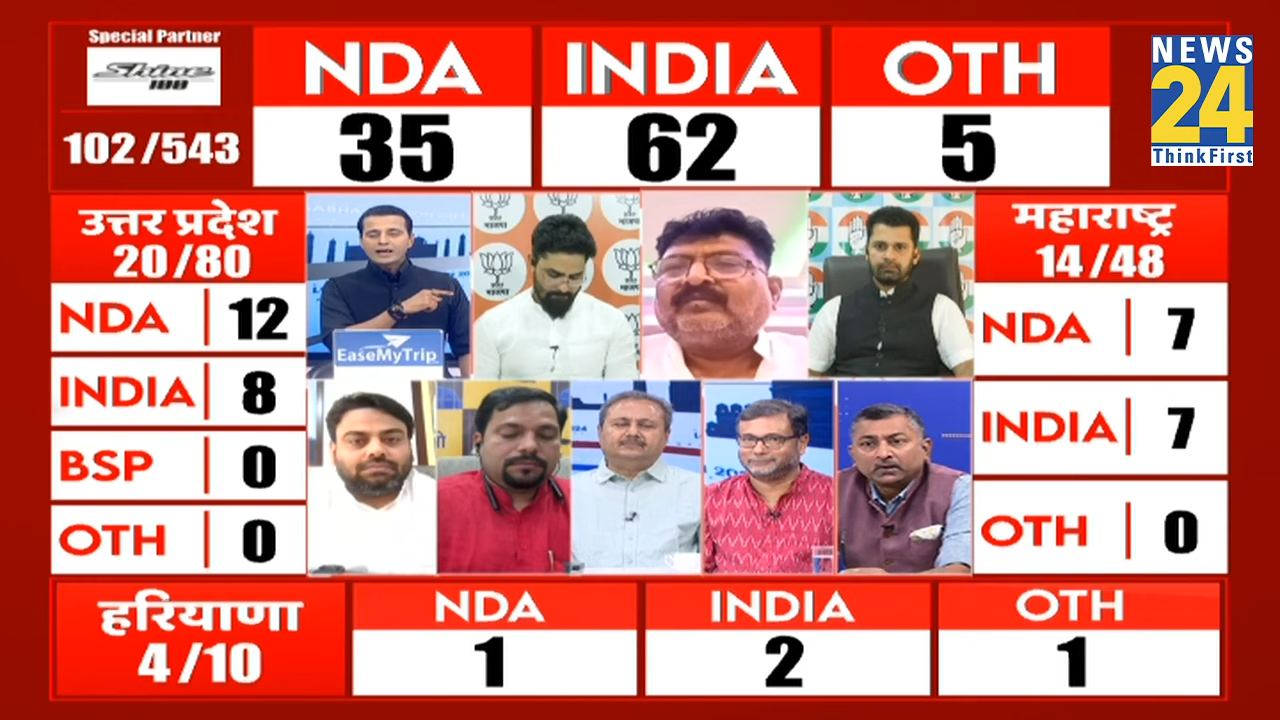 Special Partner
Shine
100
102/543
NDA
35
INDIA
62
OTH
5
NEWS
24
ThinkFirst
उत्तर प्रदेश
20/80
NDA 12
INDIA 8
BSP 0
OTH 0
EaseMyTrip
महाराष्ट्र
14/48
NDA 7
INDIA 7
OTH 0
हरियाणा
4/10
NDA
1
INDIA
2
OTH
1